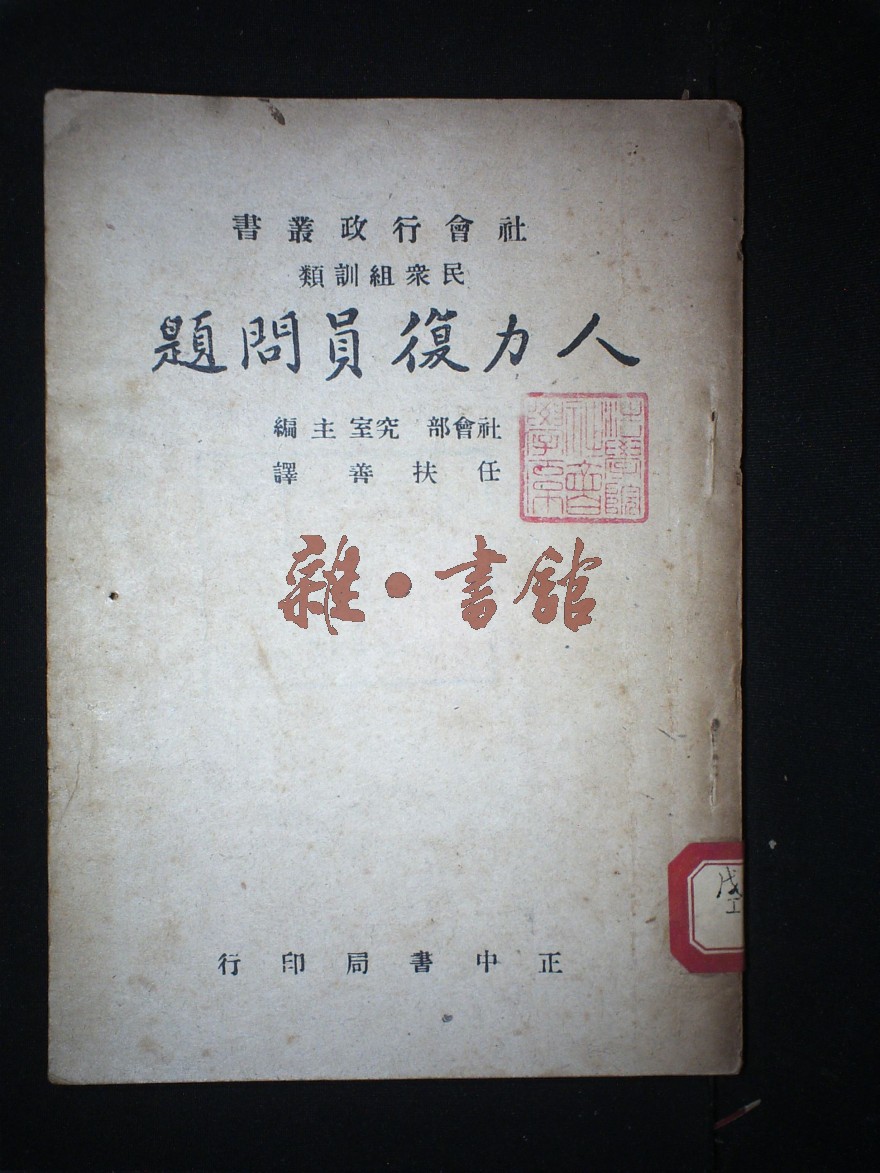 社會行政叢書
民衆組訓類
人力復員問題
社會部 究室主編
任扶善譯
雜•書館
正中書局印行